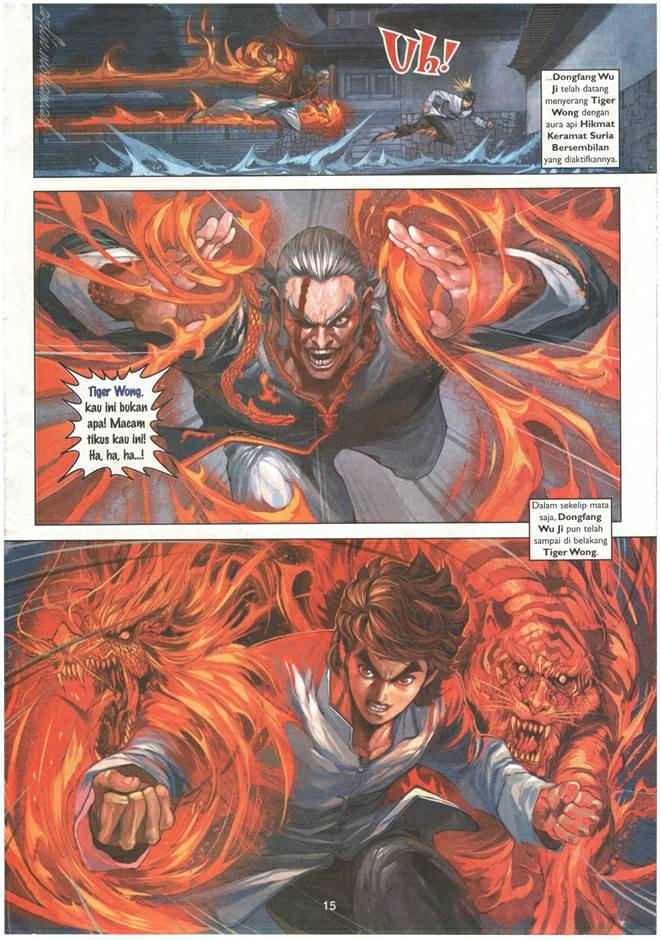 Uh!
...Dongfang Wu
Ji telah datang
menyerang Tiger
Wong dengan
aura api Hikmat
Keramat Suria
Bersembilan
yang diaktifkannya.
Tiger Wong,
kau ini bukan
apa! Macam
tikus kau ini!
Ha, ha, ha...!
Dalam sekelip mata
saja, Dongfang
Wu Ji pun telah
sampai di belakang
Tiger Wong.
15